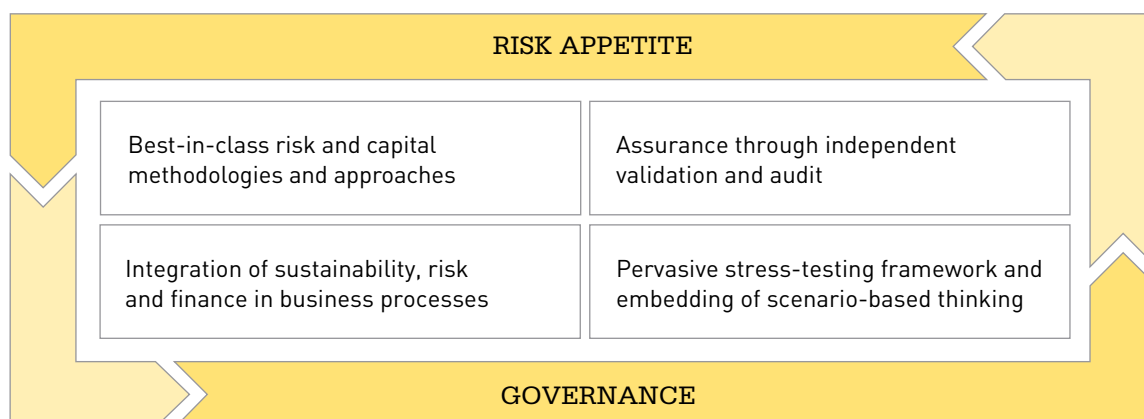 RISK APPETITE
Best-in-class risk and capital
methodologies and approaches
Assurance through independent
validation and audit
Integration of sustainability, risk
and finance in business processes
Pervasive stress-testing framework and
embedding of scenario-based thinking
GOVERNANCE